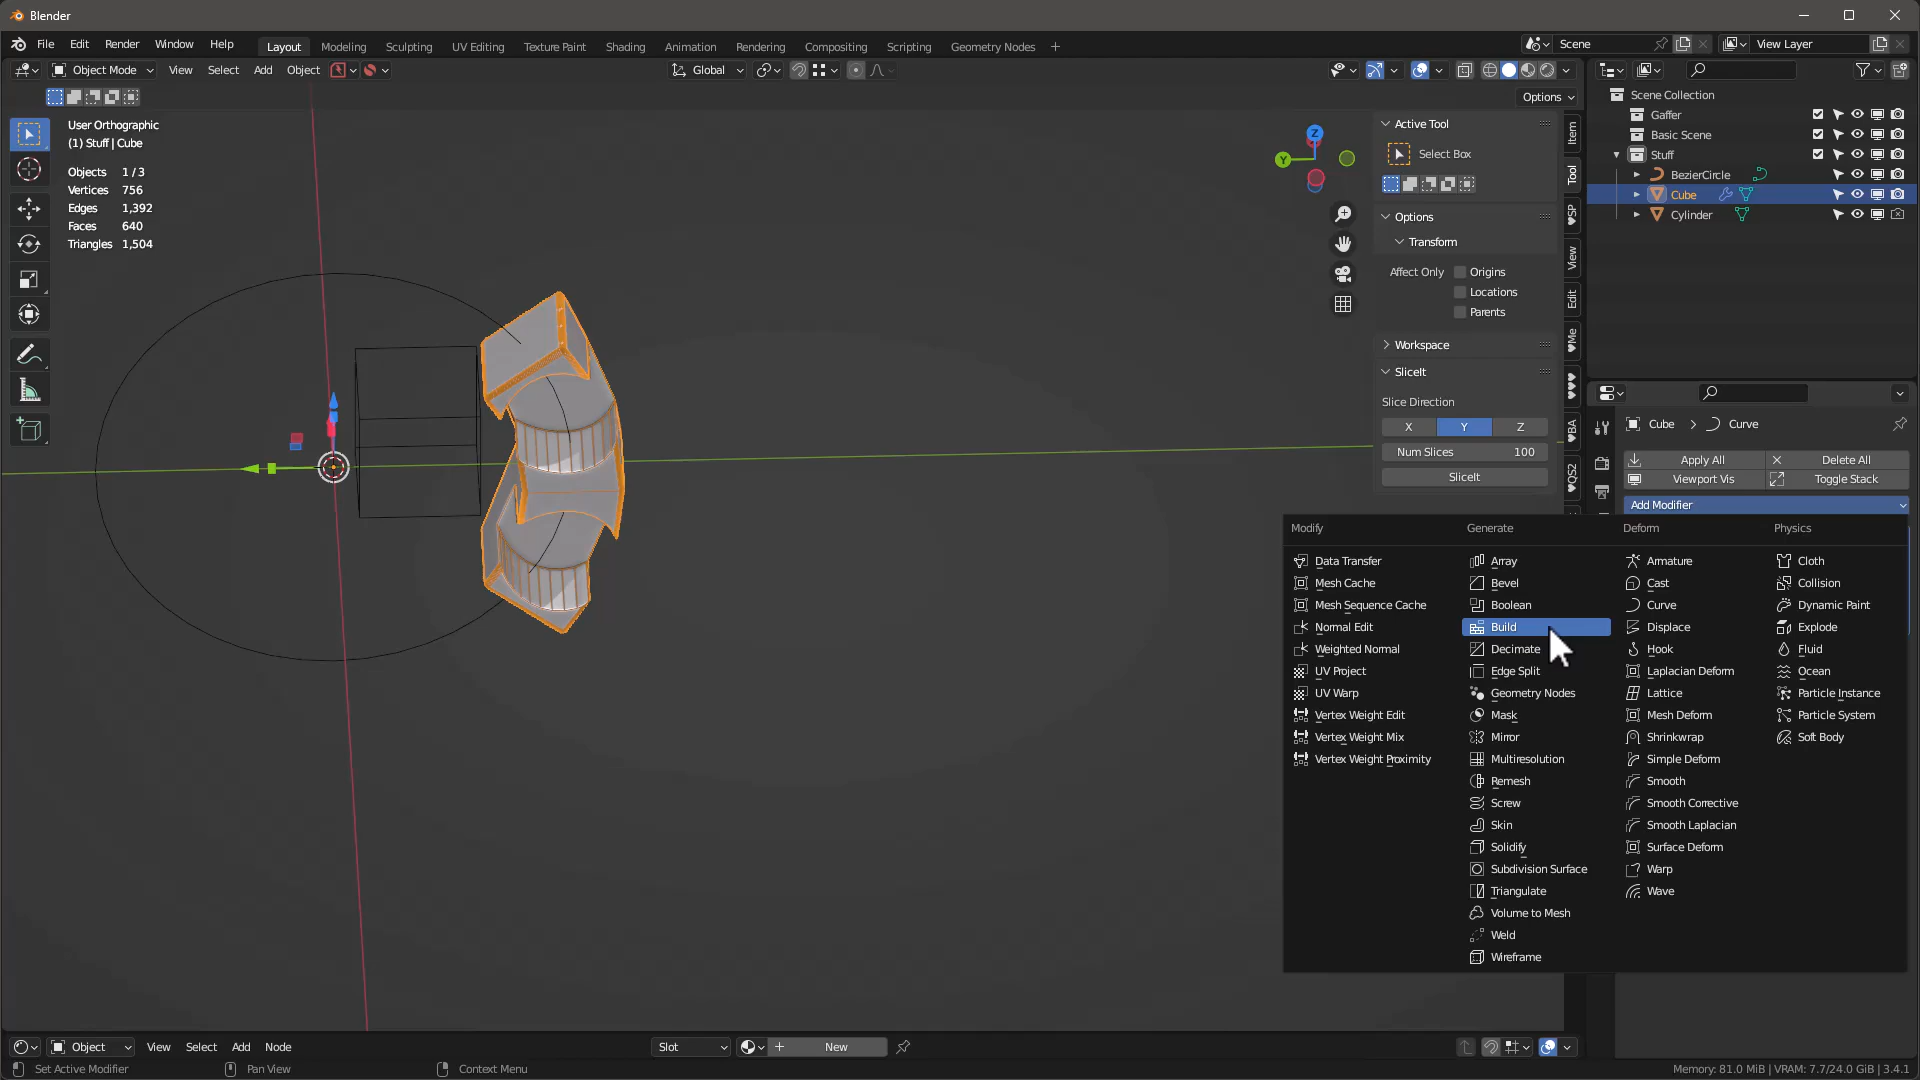 Blender
File Edit Render Window Help Layout Modeling Sculpting UV Editing Texture Paint Shading Animation Rendering Compositing Scripting Geometry Nodes + Scene View Layer
Object Mode View Select Add Object Global
Options
User Orthographic
(1) Stuff | Cube
Objects 1 / 3
Vertices 756
Edges 1,392
Faces 640
Triangles 1,504
Z
Y
Active Tool
Select Box
Options
Transform
Affect Only Origins
Locations
Parents
Workspace
SliceIt
Slice Direction
X Y Z
Num Slices 100
SliceIt
Item
Tool
♥SP
View
Edit
♥Me
♥♥♥
♥BA
♥QS2
Scene Collection
Gaffer
Basic Scene
Stuff
BezierCircle
Cube
Cylinder
Cube > Curve
Apply All Delete All
Viewport Vis Toggle Stack
Add Modifier
Modify Generate Deform Physics
Data Transfer Array Armature Cloth
Mesh Cache Bevel Cast Collision
Mesh Sequence Cache Boolean Curve Dynamic Paint
Normal Edit Build Displace Explode
Weighted Normal Decimate Hook Fluid
UV Project Edge Split Laplacian Deform Ocean
UV Warp Geometry Nodes Lattice Particle Instance
Vertex Weight Edit Mask Mesh Deform Particle System
Vertex Weight Mix Mirror Shrinkwrap Soft Body
Vertex Weight Proximity Multiresolution Simple Deform
Remesh Smooth
Screw Smooth Corrective
Skin Smooth Laplacian
Solidify Surface Deform
Subdivision Surface Warp
Triangulate Wave
Volume to Mesh
Weld
Wireframe
Object View Select Add Node Slot + New
Set Active Modifier Pan View Context Menu Memory: 81.0 MiB | VRAM: 7.7/24.0 GiB | 3.4.1